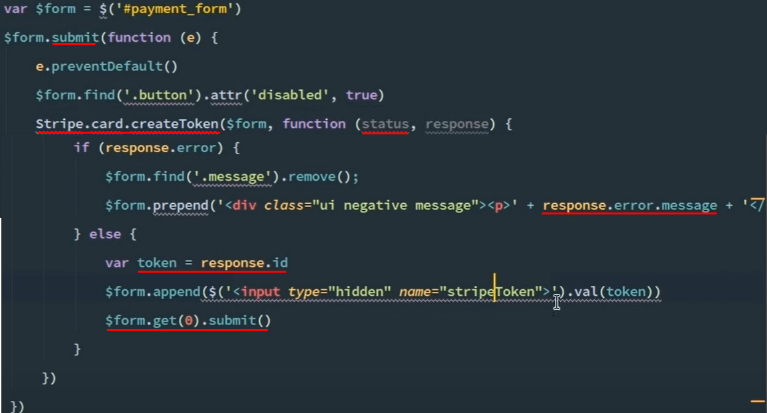 var $form = $('#payment_form')
$form.submit(function (e) {
e.preventDefault()
$form.find('.button').attr('disabled', true)
Stripe.card.createToken($form, function (status, response) {
if (response.error) {
$form.find('.message').remove();
$form.prepend('<div class="ui negative message"><p>' + response.error.message + '</
} else {
var token = response.id
$form.append($('<input type="hidden" name="stripeToken">').val(token))
$form.get(0).submit()
}
})
})